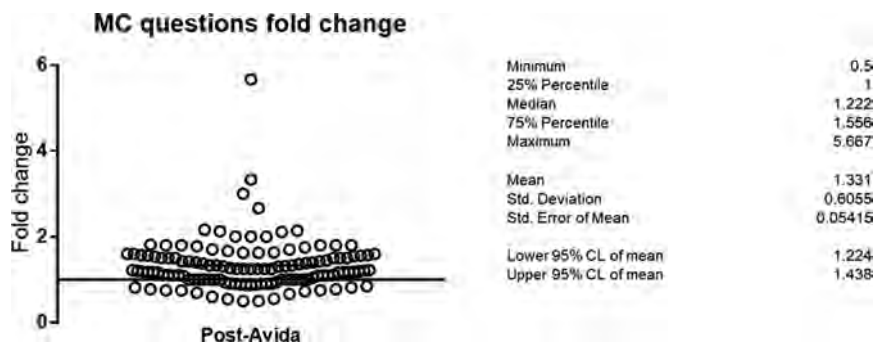 MC questions fold change
6
4
2
0
Fold change
Post-Avida
Minimum 0.5
25% Percentile 1
Median 1.222
75% Percentile 1.556
Maximum 5.667
Mean 1.331
Std. Deviation 0.6055
Std. Error of Mean 0.05415
Lower 95% CL of mean 1.224
Upper 95% CL of mean 1.438